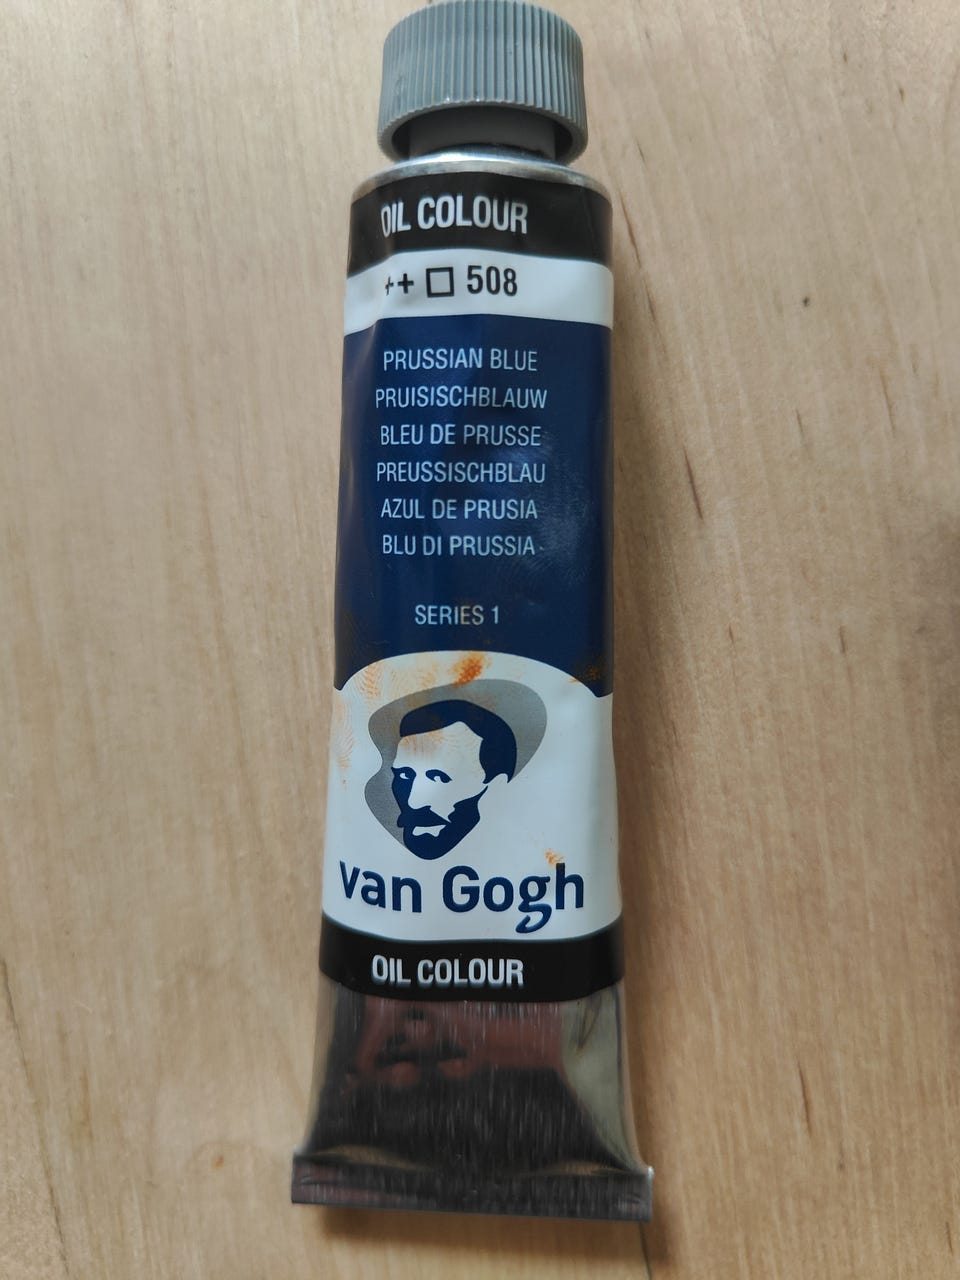 OIL COLOUR
++ □ 508
PRUSSIAN BLUE
PRUISISCHBLAUW
BLEU DE PRUSSE
PREUSSISCHBLAU
AZUL DE PRUSIA
BLU DI PRUSSIA
SERIES 1
van Gogh
OIL COLOUR